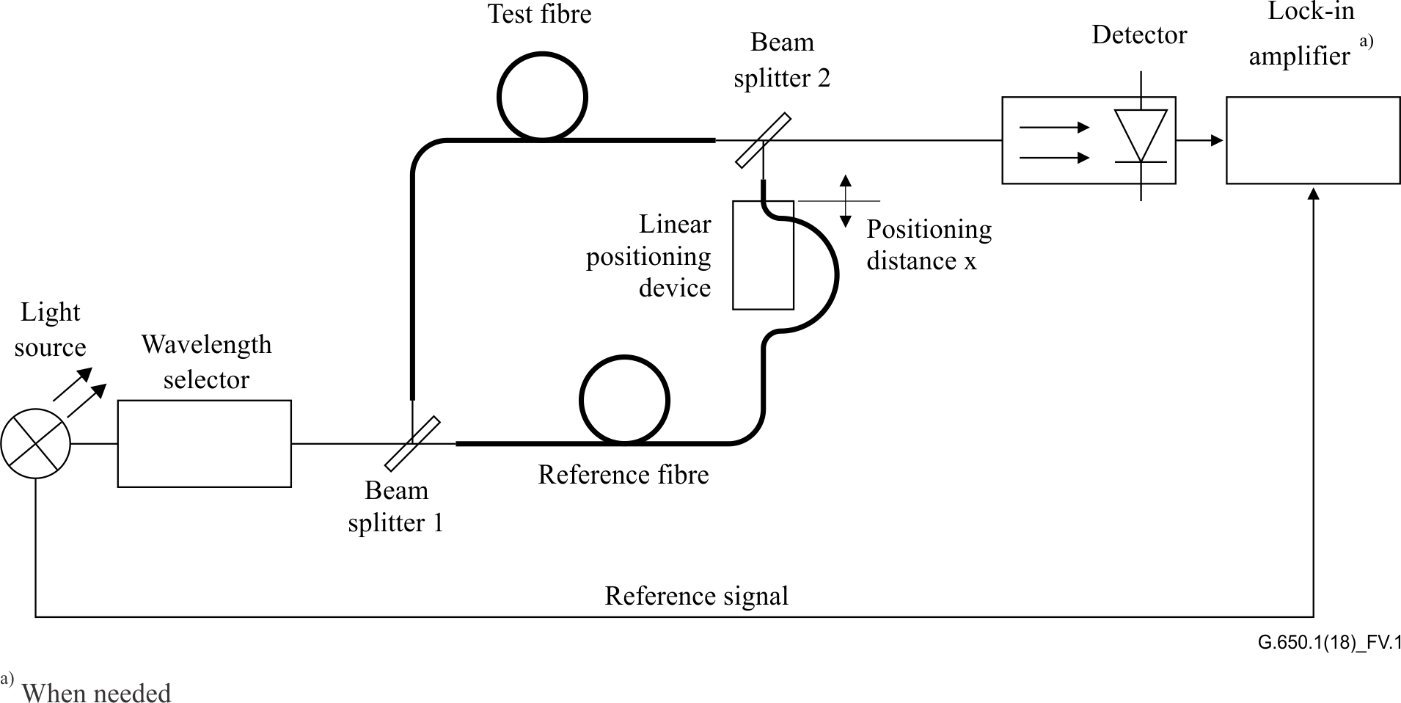 Test fibre
Beam
splitter 2
Detector
Lock-in
amplifier a)
Linear
positioning
device
Positioning
distance x
Light
source
Wavelength
selector
Reference fibre
Beam
splitter 1
Reference signal
G.650.1(18)_FV.1
a) When needed